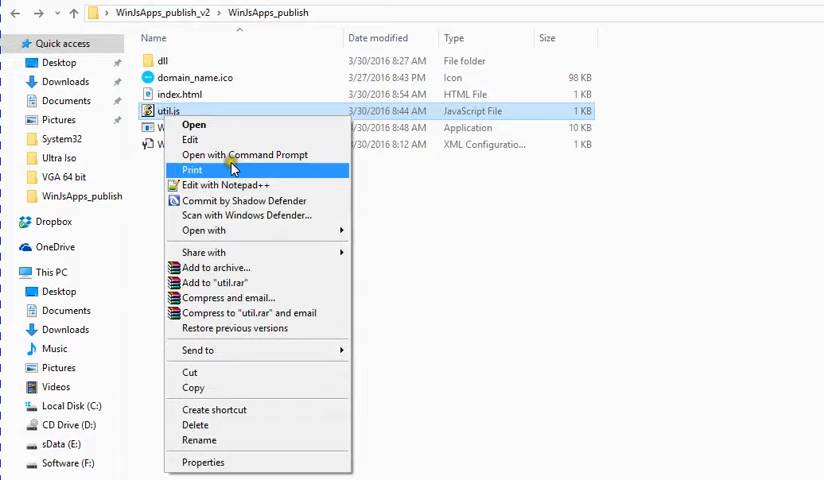 WinJsApps_publish_v2 > WinJsApps_publish
Name Date modified Type Size
Quick access
Desktop
Downloads
Documents
Pictures
System32
Ultra Iso
VGA 64 bit
WinJsApps_publish
Dropbox
OneDrive
This PC
Desktop
Documents
Downloads
Music
Pictures
Videos
Local Disk (C:)
CD Drive (D:)
sData (E:)
Software (F:)
dll 3/30/2016 8:27 AM File folder
domain_name.ico 3/27/2016 8:43 PM Icon 98 KB
index.html 3/30/2016 8:54 AM HTML File 1 KB
util.js 3/30/2016 8:44 AM JavaScript File 1 KB
W 3/30/2016 8:48 AM Application 10 KB
W 3/30/2016 8:12 AM XML Configuratio... 1 KB
Open
Edit
Open with Command Prompt
Print
Edit with Notepad++
Commit by Shadow Defender
Scan with Windows Defender...
Open with
Share with
Add to archive...
Add to "util.rar"
Compress and email...
Compress to "util.rar" and email
Restore previous versions
Send to
Cut
Copy
Create shortcut
Delete
Rename
Properties